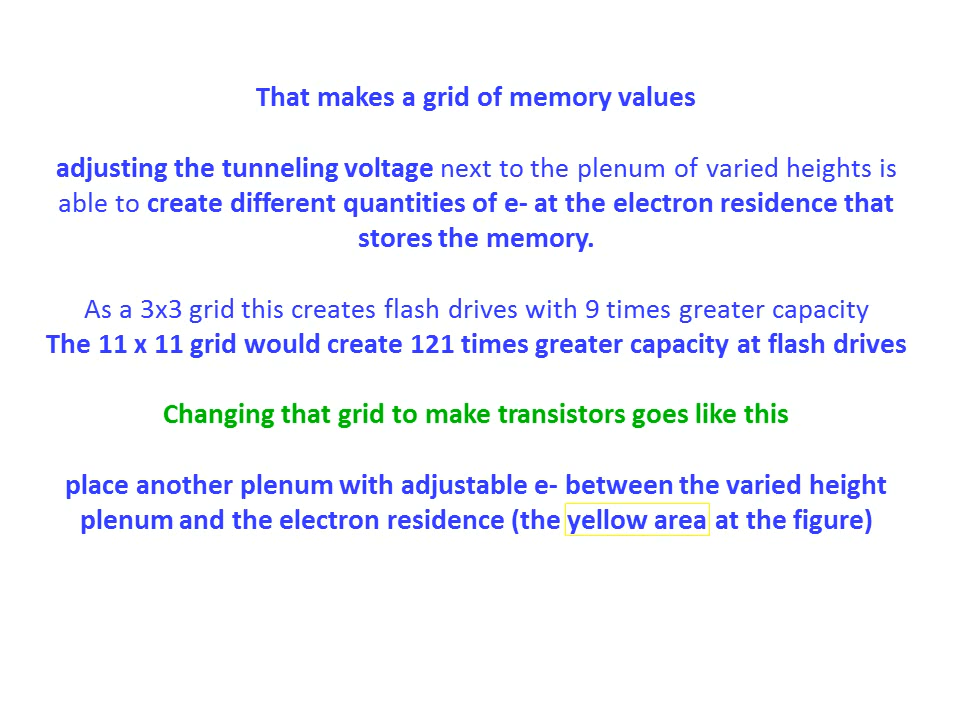 That makes a grid of memory values
adjusting the tunneling voltage next to the plenum of varied heights is
able to create different quantities of e- at the electron residence that
stores the memory.
As a 3x3 grid this creates flash drives with 9 times greater capacity
The 11 x 11 grid would create 121 times greater capacity at flash drives
Changing that grid to make transistors goes like this
place another plenum with adjustable e- between the varied height
plenum and the electron residence (the yellow area at the figure)